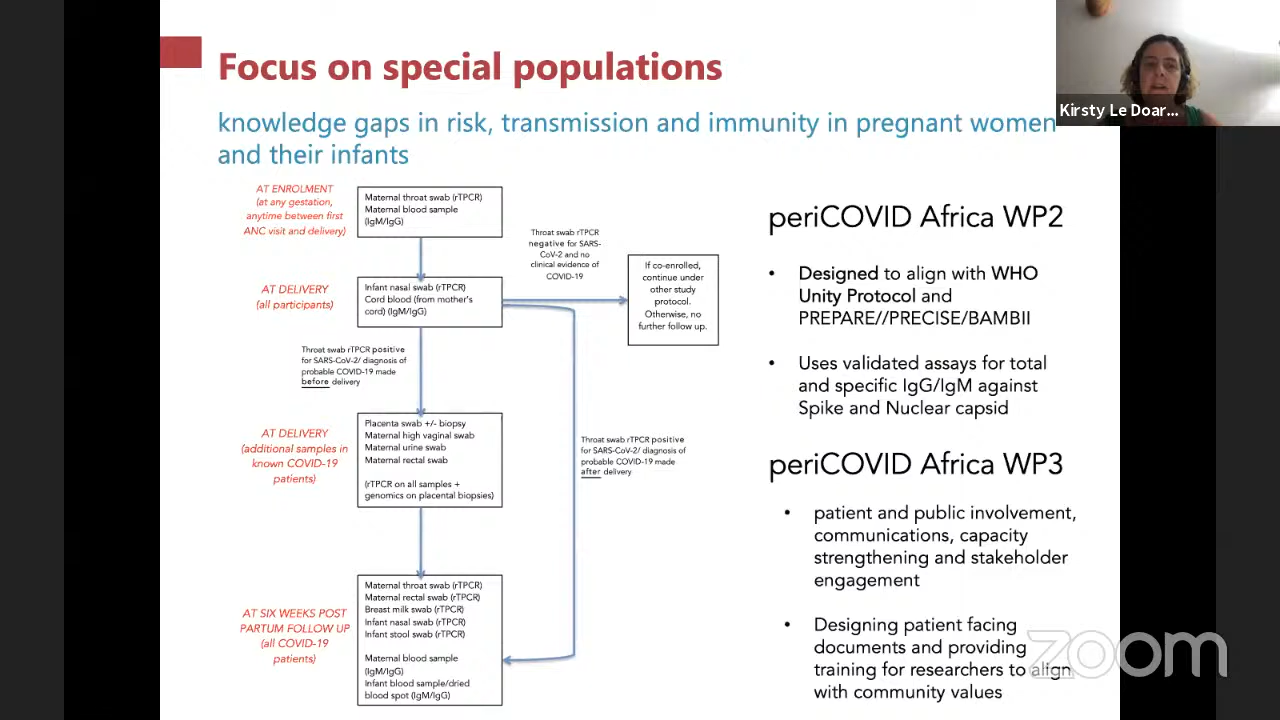 Focus on special populations
knowledge gaps in risk, transmission and immunity in pregnant women
and their infants
Kirsty Le Doar...
AT ENROLMENT
(at any gestation,
anytime between first
ANC visit and delivery)
Maternal throat swab (rTPCR)
Maternal blood sample
(IgM/IgG)
Throat swab rTPCR
negative for SARS-
CoV-2 and no
clinical evidence of
COVID-19
If co-enrolled,
continue under
other study
protocol.
Otherwise, no
further follow up.
AT DELIVERY
(all participants)
Infant nasal swab (rTPCR)
Cord blood (from mother's
cord) (IgM/IgG)
Throat swab rTPCR positive
for SARS-CoV-2/ diagnosis of
probable COVID-19 made
before delivery
AT DELIVERY
(additional samples in
known COVID-19
patients)
Placenta swab +/- biopsy
Maternal high vaginal swab
Maternal urine swab
Maternal rectal swab
(rTPCR on all samples +
genomics on placental biopsies)
Throat swab rTPCR positive
for SARS-CoV-2/ diagnosis of
probable COVID-19 made
after delivery
AT SIX WEEKS POST
PARTUM FOLLOW UP
(all COVID-19
patients)
Maternal throat swab (rTPCR)
Maternal rectal swab (rTPCR)
Breast milk swab (rTPCR)
Infant nasal swab (rTPCR)
Infant stool swab (rTPCR)
Maternal blood sample
(IgM/IgG)
Infant blood sample/dried
blood spot (IgM/IgG)
periCOVID Africa WP2
• Designed to align with WHO
Unity Protocol and
PREPARE//PRECISE/BAMBII
• Uses validated assays for total
and specific IgG/IgM against
Spike and Nuclear capsid
periCOVID Africa WP3
• patient and public involvement,
communications, capacity
strengthening and stakeholder
engagement
• Designing patient facing
documents and providing
training for researchers to align
with community values
zoom